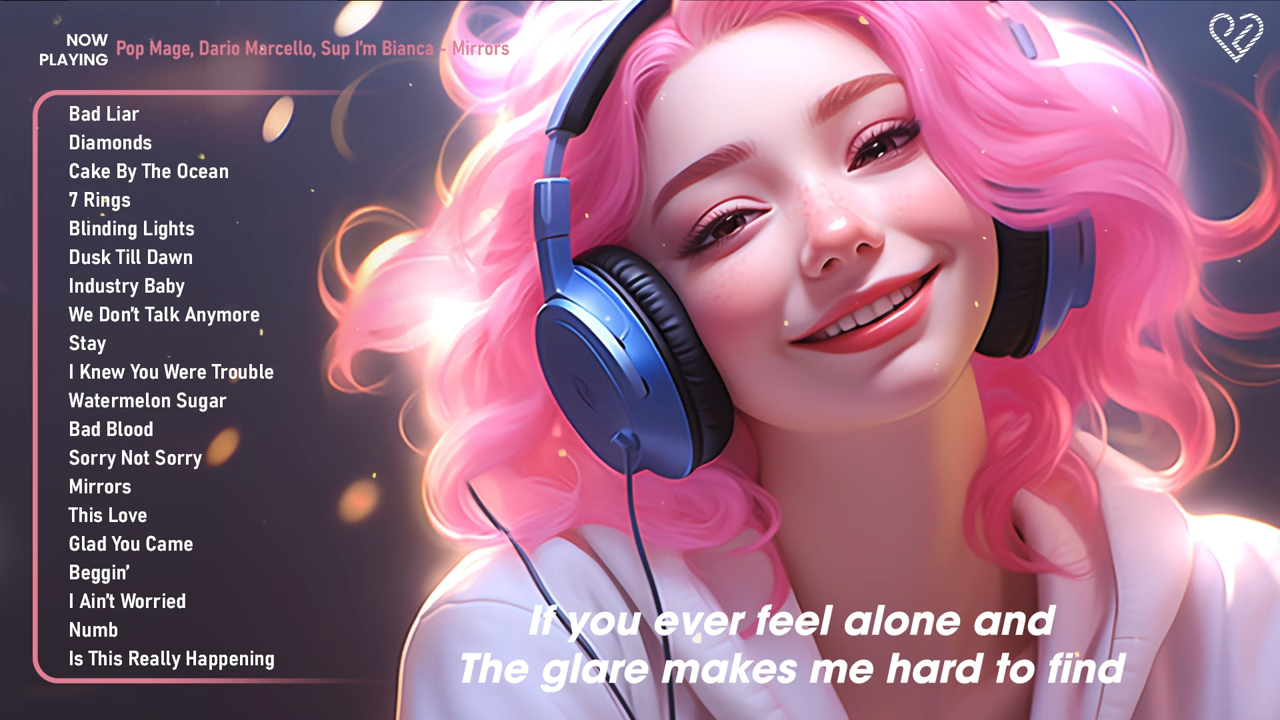 NOW
PLAYING
Pop Mage, Dario Marcello, Sup I'm Bianca - Mirrors
Bad Liar
Diamonds
Cake By The Ocean
7 Rings
Blinding Lights
Dusk Till Dawn
Industry Baby
We Don't Talk Anymore
Stay
I Knew You Were Trouble
Watermelon Sugar
Bad Blood
Sorry Not Sorry
Mirrors
This Love
Glad You Came
Beggin'
I Ain't Worried
Numb
Is This Really Happening
If you ever feel alone and
The glare makes me hard to find